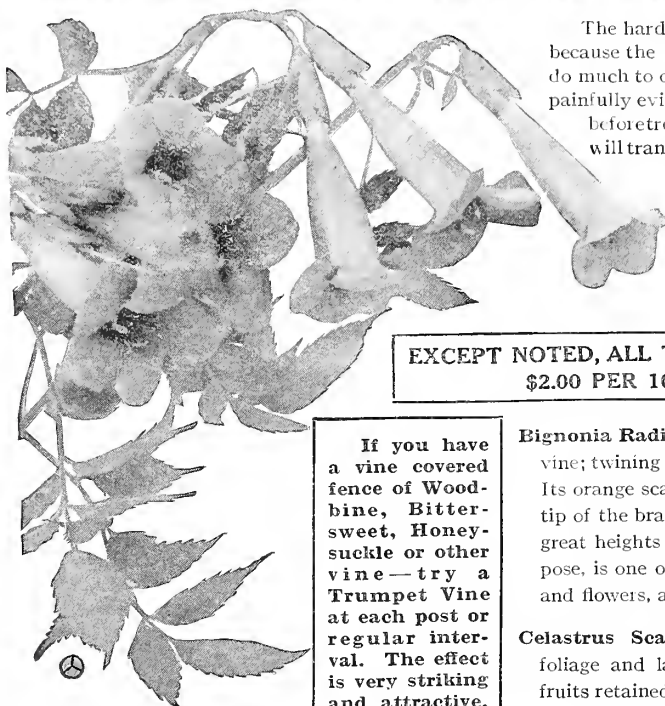 The hard
because the
do much to
painfully evi
beforetre
will tran
EXCEPT NOTED, ALL
$2.00 PER
If you have
a vine covered
fence of Wood-
bine, Bitter-
sweet, Honey-
suckle or other
vine—try a
Trumpet Vine
at each post or
regular inter-
val. The effect
is very striking
and attractive.
Bignonia Radi
vine; twining
Its orange sca
tip of the bra
great heights
pose, is one o
and flowers, a
Celastrus Sca
foliage and la
fruits retained